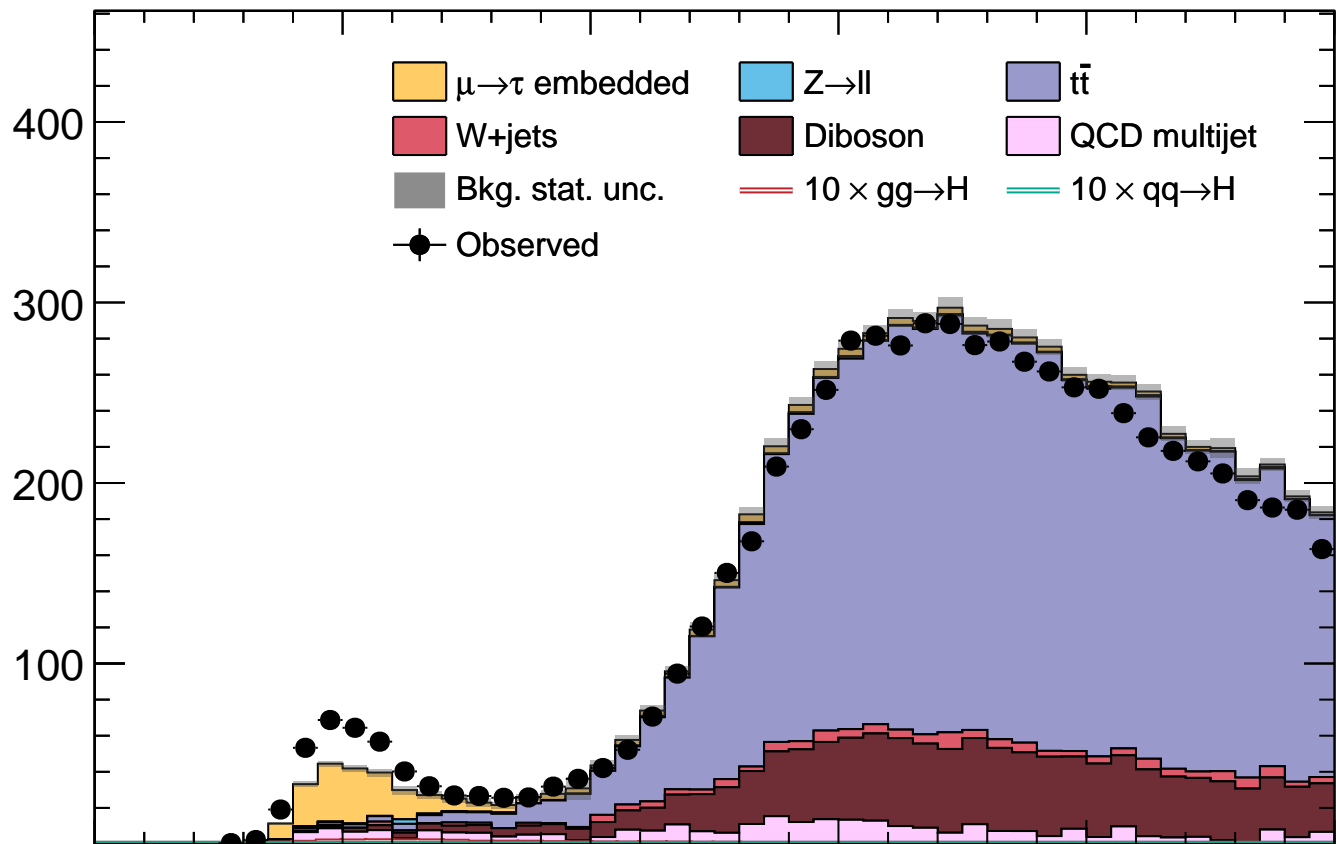 μ→τ embedded Z→ll tt̄
400 W+jets Diboson QCD multijet
Bkg. stat. unc. 10 × gg→H 10 × qq→H
Observed
300
200
100